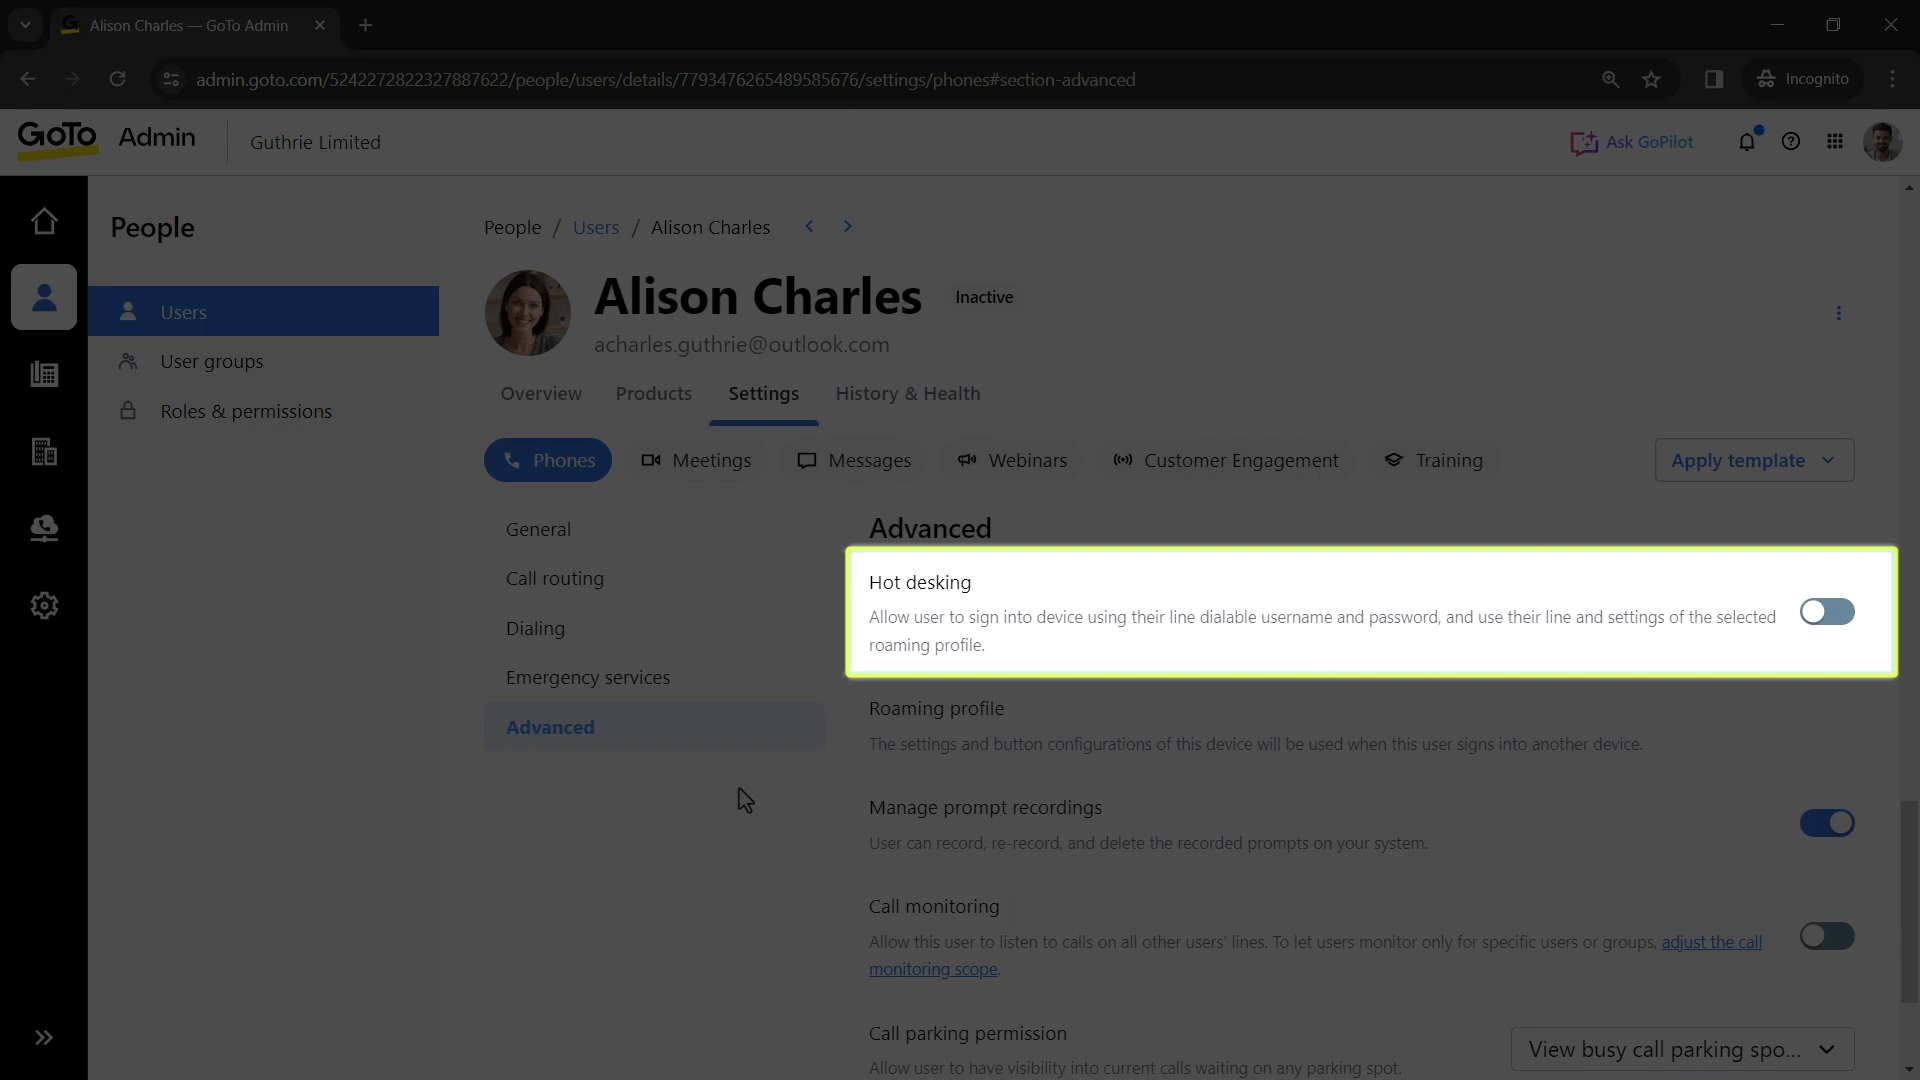 Alison Charles — GoTo Admin
admin.goto.com/5242272822327887622/people/users/details/7793476265489585676/settings/phones#section-advanced
Incognito
GoTo Admin
Guthrie Limited
Ask GoPilot
People
Users
User groups
Roles & permissions
People / Users / Alison Charles
Alison Charles
Inactive
acharles.guthrie@outlook.com
Overview
Products
Settings
History & Health
Phones
Meetings
Messages
Webinars
Customer Engagement
Training
Apply template
General
Call routing
Dialing
Emergency services
Advanced
Advanced
Hot desking
Allow user to sign into device using their line dialable username and password, and use their line and settings of the selected
roaming profile.
Roaming profile
The settings and button configurations of this device will be used when this user signs into another device.
Manage prompt recordings
User can record, re-record, and delete the recorded prompts on your system.
Call monitoring
Allow this user to listen to calls on all other users' lines. To let users monitor only for specific users or groups, adjust the call
monitoring scope.
Call parking permission
Allow user to have visibility into current calls waiting on any parking spot.
View busy call parking spo...